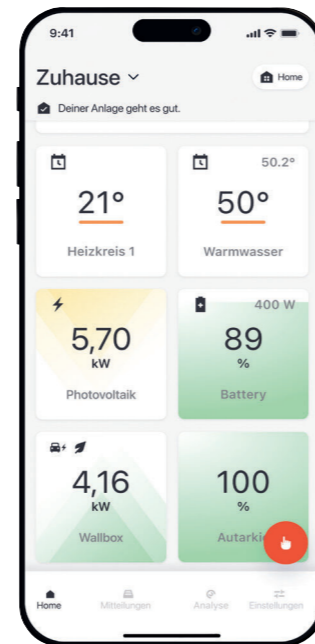 9:41
Zuhause
Home
Deiner Anlage geht es gut.
50.2°
21°
50°
Heizkreis 1
Warmwasser
400 W
5,70
kW
89
%
Photovoltaik
Battery
4,16
kW
100
%
Wallbox
Home
Mitteilungen
Analyse
Einstellungen